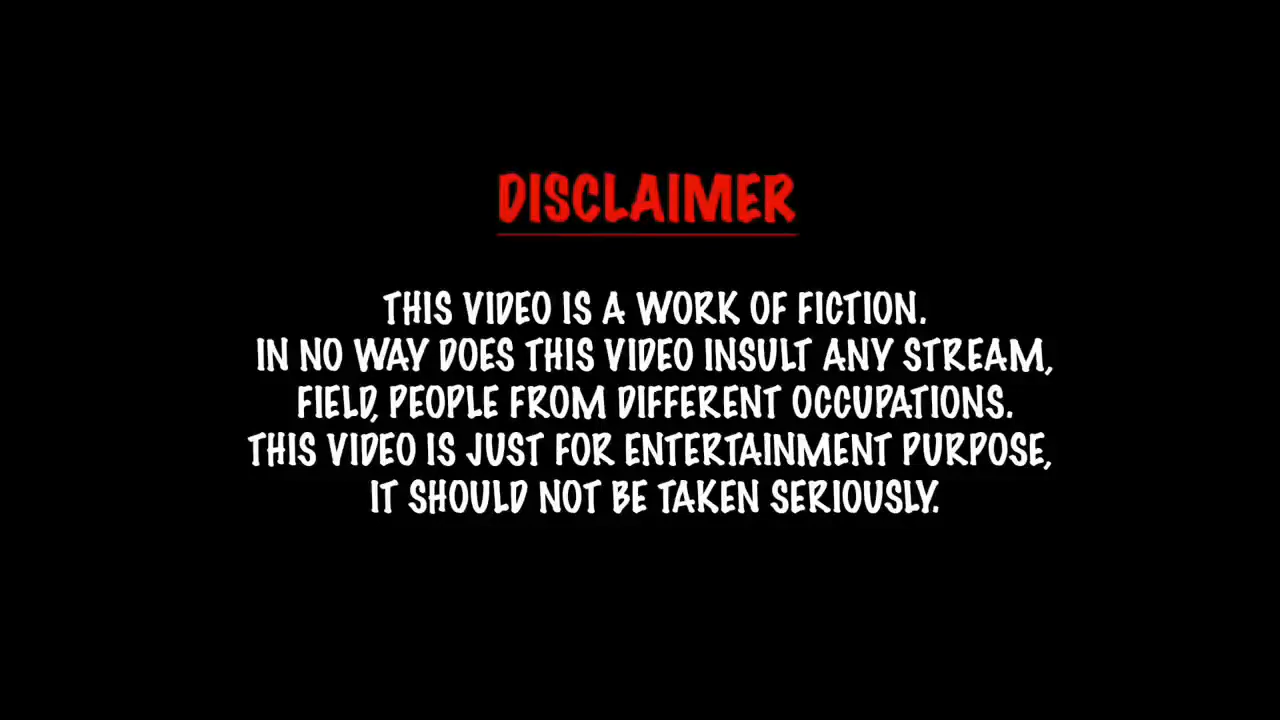 DISCLAIMER
THIS VIDEO IS A WORK OF FICTION.
IN NO WAY DOES THIS VIDEO INSULT ANY STREAM,
FIELD, PEOPLE FROM DIFFERENT OCCUPATIONS.
THIS VIDEO IS JUST FOR ENTERTAINMENT PURPOSE,
IT SHOULD NOT BE TAKEN SERIOUSLY.